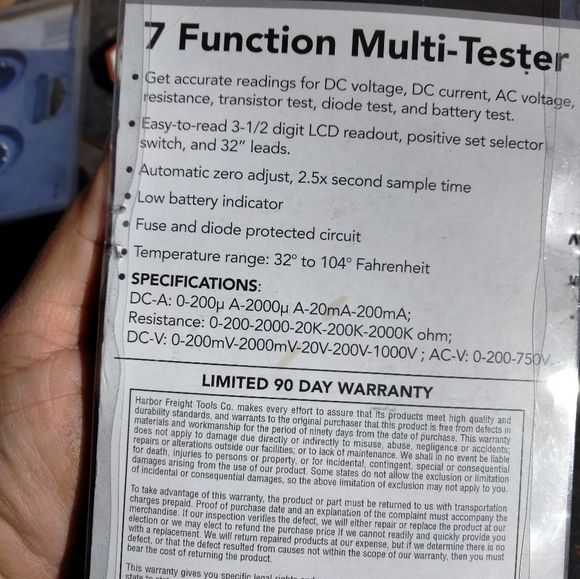 7 Function Multi-Tester
• Get accurate readings for DC voltage, DC current, AC voltage,
resistance, transistor test, diode test, and battery test.
• Easy-to-read 3-1/2 digit LCD readout, positive set selector
switch, and 32" leads.
• Automatic zero adjust, 2.5x second sample time
• Low battery indicator
• Fuse and diode protected circuit
• Temperature range: 32º to 104º Fahrenheit
• SPECIFICATIONS:
DC-A: 0-200µ A-2000µ A-20mA-200mA;
Resistance: 0-200-2000-20K-200K-2000K ohm;
DC-V: 0-200mV-2000mV-20V-200V-1000V ; AC-V: 0-200-750V
LIMITED 90 DAY WARRANTY
Harbor Freight Tools Co. makes every effort to assure that its products meet high quality and
durability standards, and warrants to the original purchaser that this product is free from defects in
materials and workmanship for the period of ninety days from the date of purchase. This warranty
does not apply to damage due directly or indirectly to misuse, abuse, negligence or accidents;
repairs or alterations outside our facilities; or to lack of maintenance. We shall in no event be liable
for death, injuries to persons or property, or for incidental, contingent, special or consequential
damages arising from the use of our product. Some states do not allow the exclusion or limitation
of incidental or consequential damages, so the above limitation of exclusion may not apply to you.
To take advantage of this warranty, the product or part must be returned to us with transportation
charges prepaid. Proof of purchase date and an explanation of the complaint must accompany the
merchandise. If our inspection verifies the defect, we will either repair or replace the product at our
election or we may elect to refund the purchase price if we cannot readily and quickly provide you
with a replacement. We will return repaired products at our expense, but if we determine there is no
defect, or that the defect resulted from causes not within the scope of our warranty, then you must
bear the cost of returning the product.
This warranty gives you specific legal rights